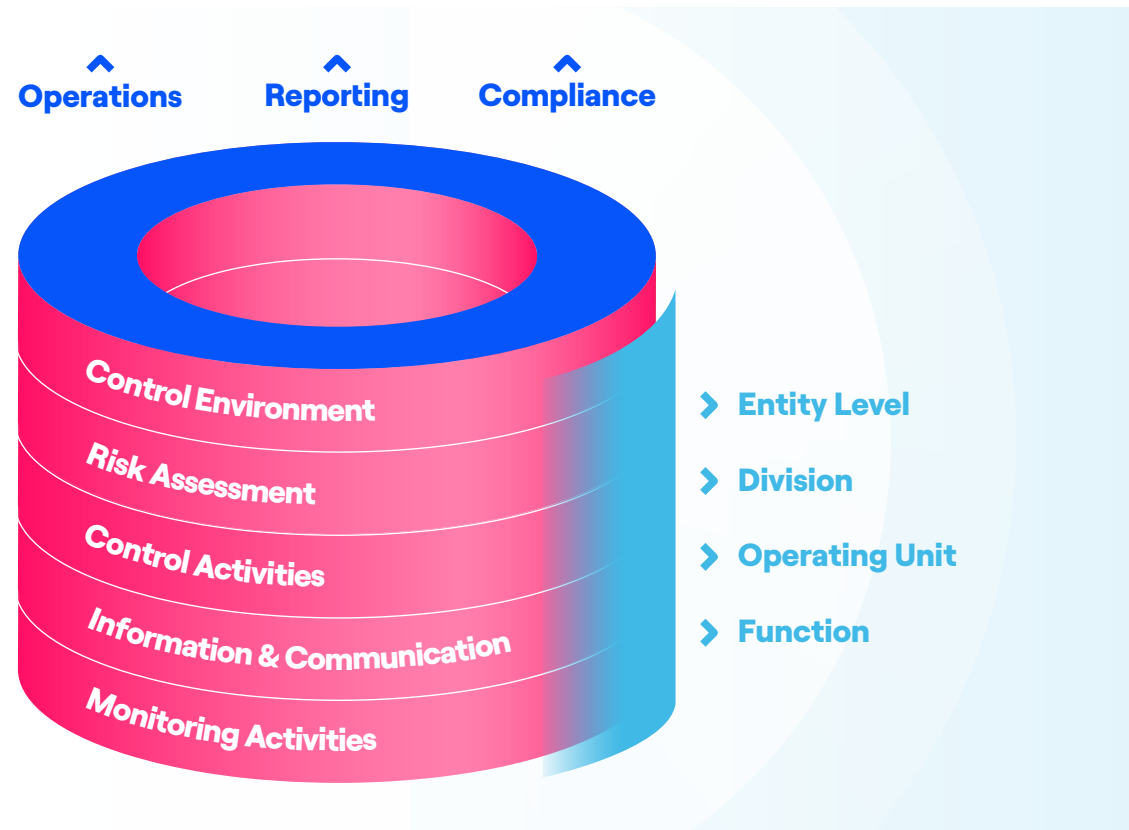 Operations
Reporting
Compliance
Control Environment
Risk Assessment
Control Activities
Information & Communication
Monitoring Activities
Entity Level
Division
Operating Unit
Function